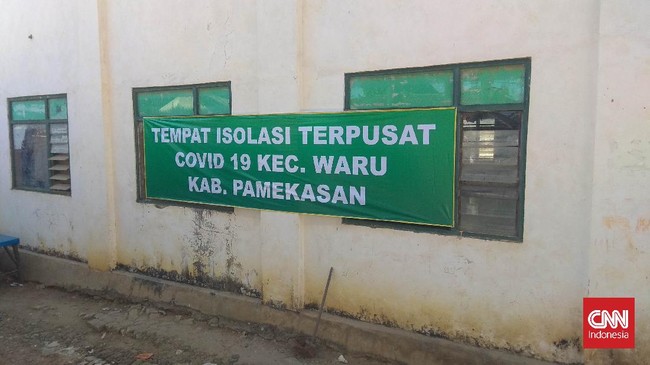 TEMPAT ISOLASI TERPUSAT
COVID 19 KEC. WARU
KAB. PAMEKASAN
CNN
Indonesia